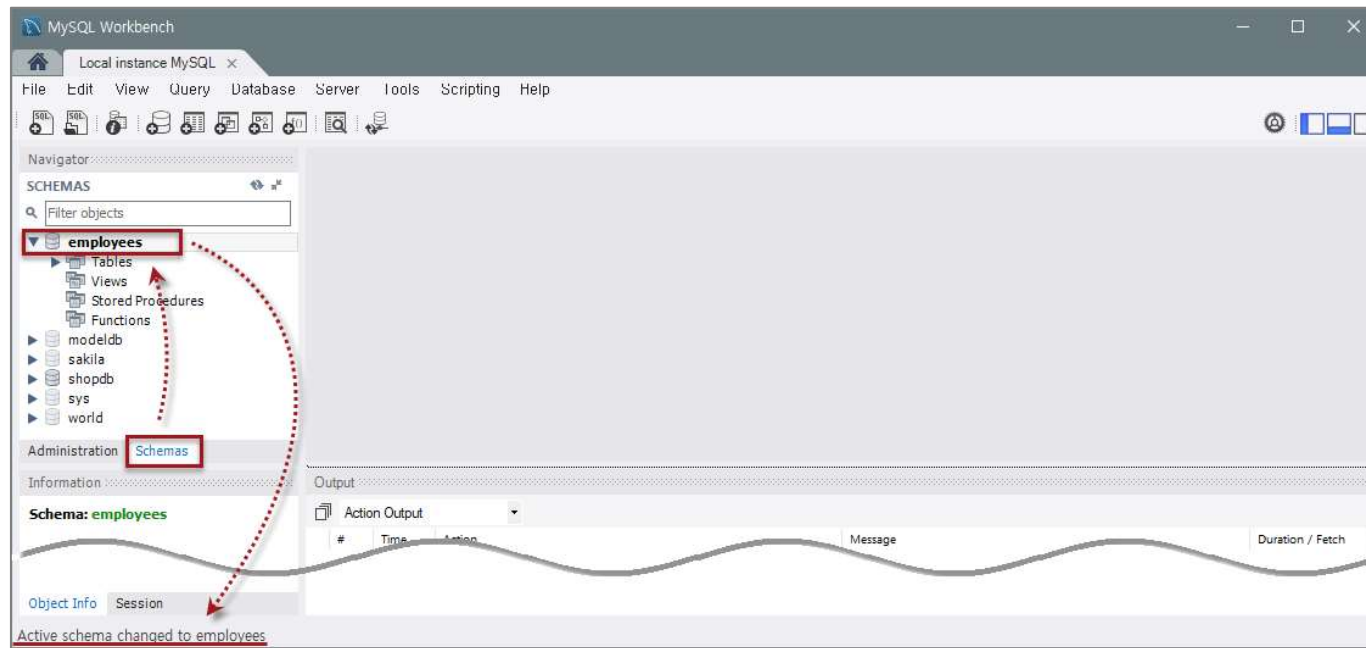 MySQL Workbench
Local instance MySQL
File Edit View Query Database Server Tools Scripting Help
Navigator
SCHEMAS
Filter objects
employees
Tables
Views
Stored Procedures
Functions
modeldb
sakila
shopdb
sys
world
Administration Schemas
Information
Schema: employees
Object Info Session
Output
Action Output
# Time Action Message Duration / Fetch
Active schema changed to employees